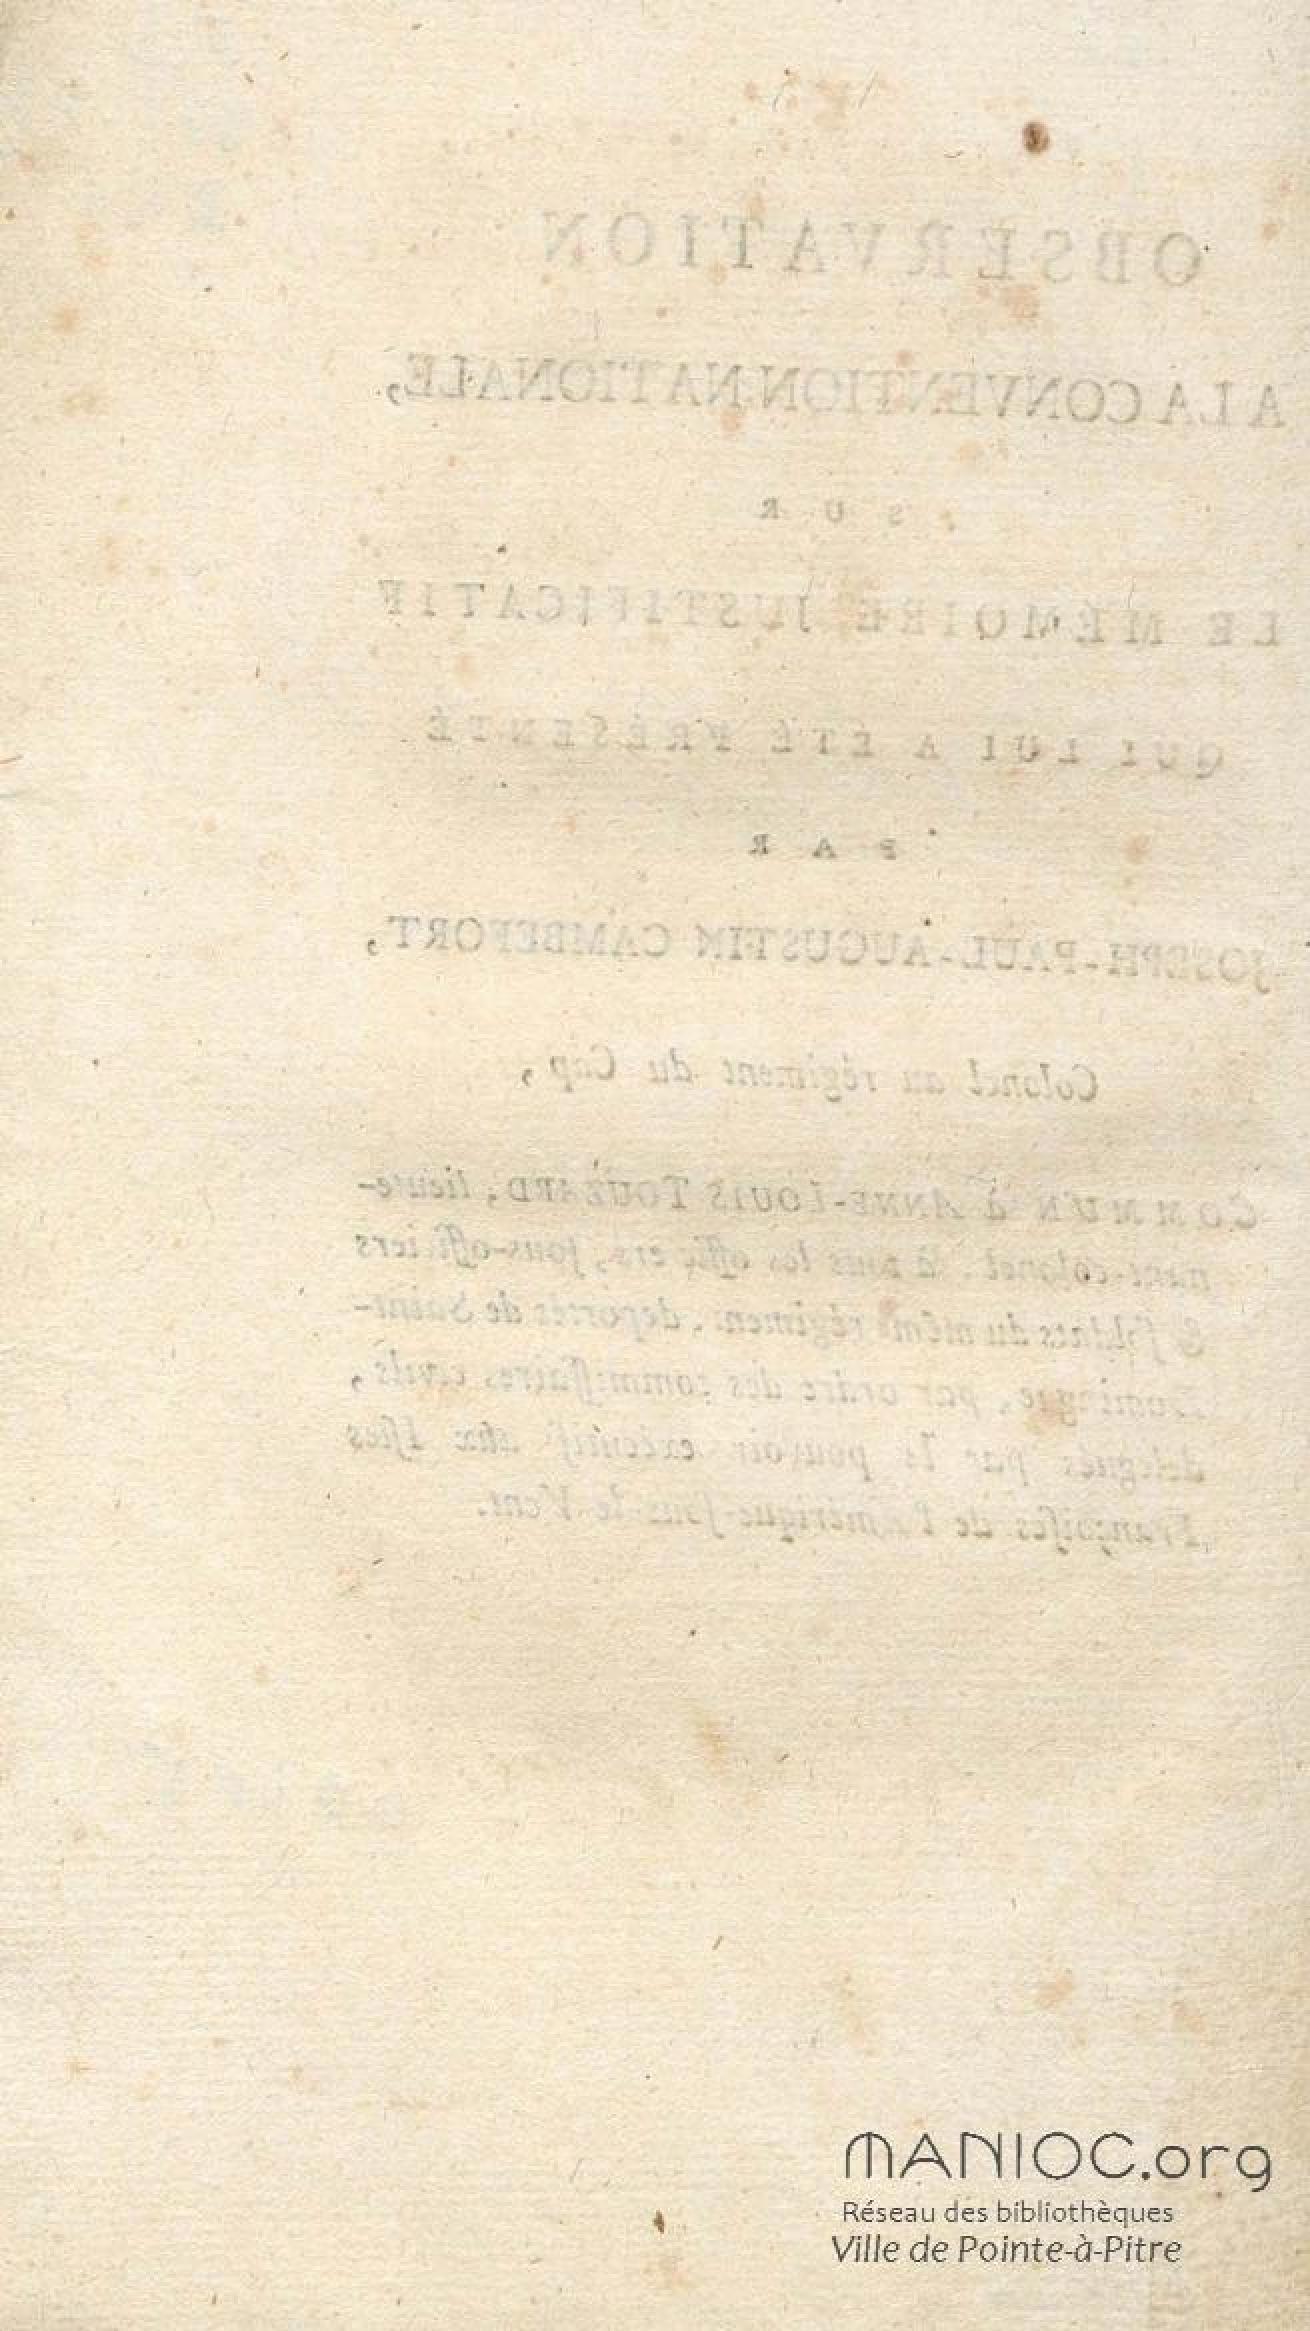 OBSERVATION
A LA CONVENTION NATIONALE,
SUR
LE MÉMOIRE JUSTIFICATIF
QUI LUI A ÉTÉ PRÉSENTÉ
PAR
JOSEPH-PAUL-AUGUSTIN CAMBEFORT,
Colonel au régiment du Cap,
COMMUN à ANNE-LOUIS TOUZARD, lieute-
nant-colonel, à tous les officiers, sous-officiers
& soldats du même régiment, déportés de Saint-
Domingue, par ordre des commissaires civils,
délégués par le pouvoir exécutif aux Isles
Françoises de l'Amérique-sous-le-Vent.
MANIOC.org
Réseau des bibliothèques
Ville de Pointe-à-Pitre